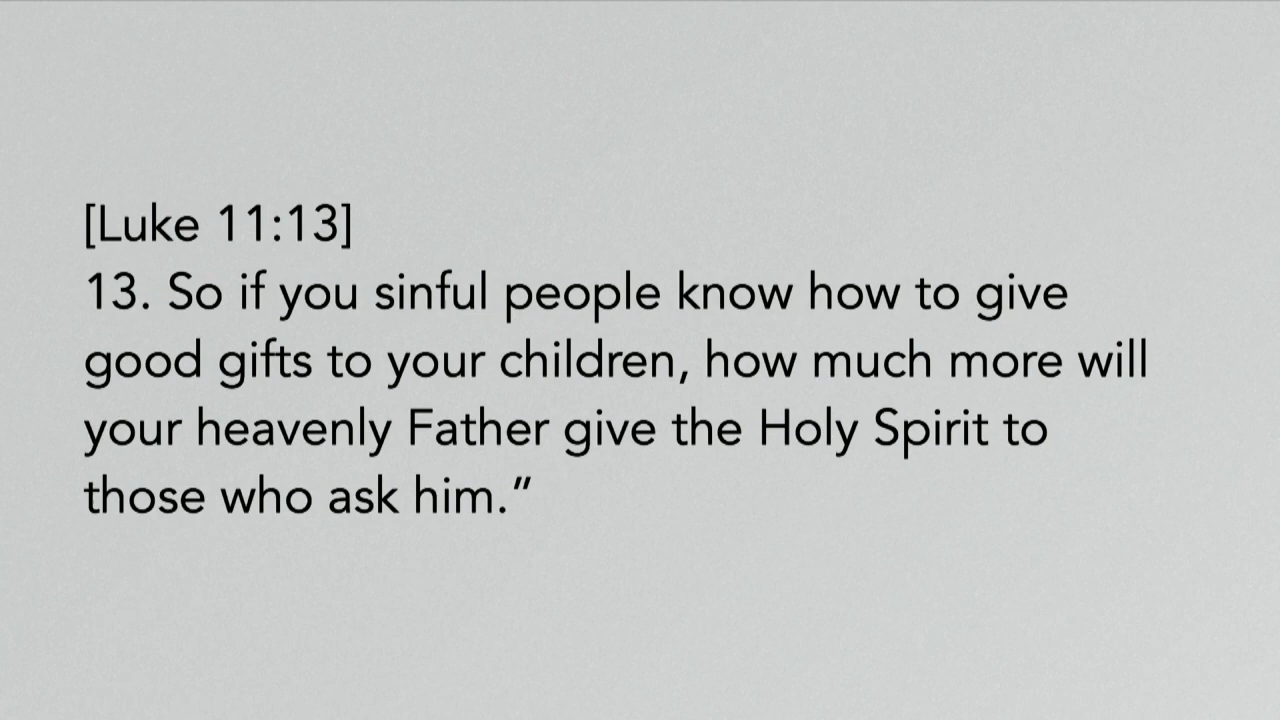 [Luke 11:13]
13. So if you sinful people know how to give
good gifts to your children, how much more will
your heavenly Father give the Holy Spirit to
those who ask him.”